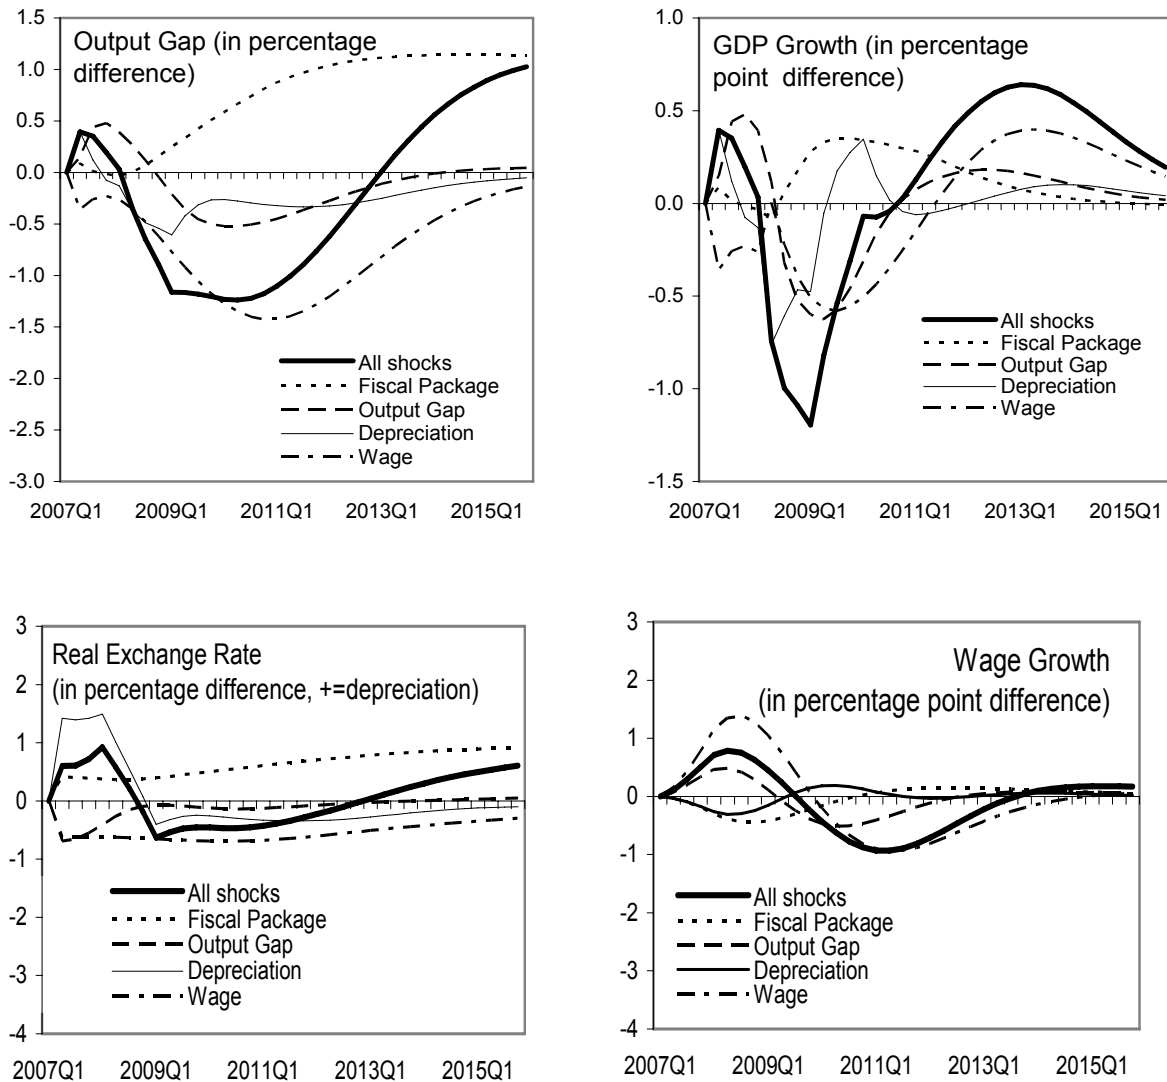 Output Gap (in percentage
difference)
1.5
1.0
0.5
0.0
-0.5
-1.0
-1.5
-2.0
-2.5
-3.0
All shocks
Fiscal Package
Output Gap
Depreciation
Wage
2007Q1 2009Q1 2011Q1 2013Q1 2015Q1
GDP Growth (in percentage
point difference)
1.0
0.5
0.0
-0.5
-1.0
-1.5
All shocks
Fiscal Package
Output Gap
Depreciation
Wage
2007Q1 2009Q1 2011Q1 2013Q1 2015Q1
Real Exchange Rate
(in percentage difference, +=depreciation)
3
2
1
0
-1
-2
-3
-4
All shocks
Fiscal Package
Output Gap
Depreciation
Wage
2007Q1 2009Q1 2011Q1 2013Q1 2015Q1
Wage Growth
(in percentage point difference)
3
2
1
0
-1
-2
-3
-4
All shocks
Fiscal Package
Output Gap
Depreciation
Wage
2007Q1 2009Q1 2011Q1 2013Q1 2015Q1